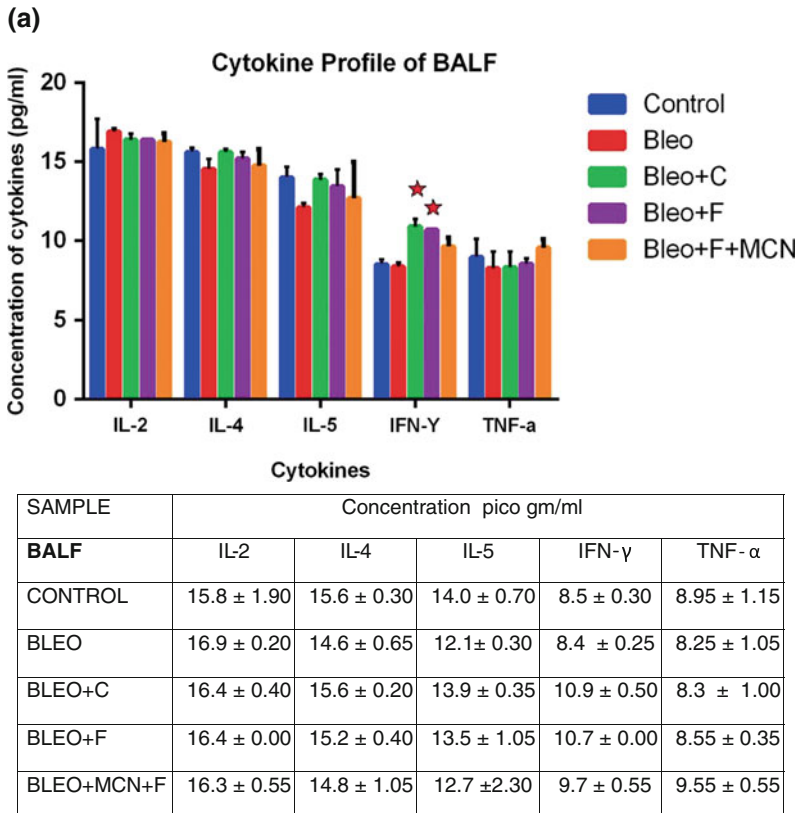 (a)
Cytokine Profile of BALF
Concentration of cytokines (pg/ml)
20
15
10
5
0
IL-2 IL-4 IL-5 IFN-Y TNF-a
Cytokines
Control
Bleo
Bleo+C
Bleo+F
Bleo+F+MCN
SAMPLE Concentration pico gm/ml
BALF IL-2 IL-4 IL-5 IFN-γ TNF-α
CONTROL 15.8 ± 1.90 15.6 ± 0.30 14.0 ± 0.70 8.5 ± 0.30 8.95 ± 1.15
BLEO 16.9 ± 0.20 14.6 ± 0.65 12.1± 0.30 8.4 ± 0.25 8.25 ± 1.05
BLEO+C 16.4 ± 0.40 15.6 ± 0.20 13.9 ± 0.35 10.9 ± 0.50 8.3 ± 1.00
BLEO+F 16.4 ± 0.00 15.2 ± 0.40 13.5 ± 1.05 10.7 ± 0.00 8.55 ± 0.35
BLEO+MCN+F 16.3 ± 0.55 14.8 ± 1.05 12.7 ±2.30 9.7 ± 0.55 9.55 ± 0.55